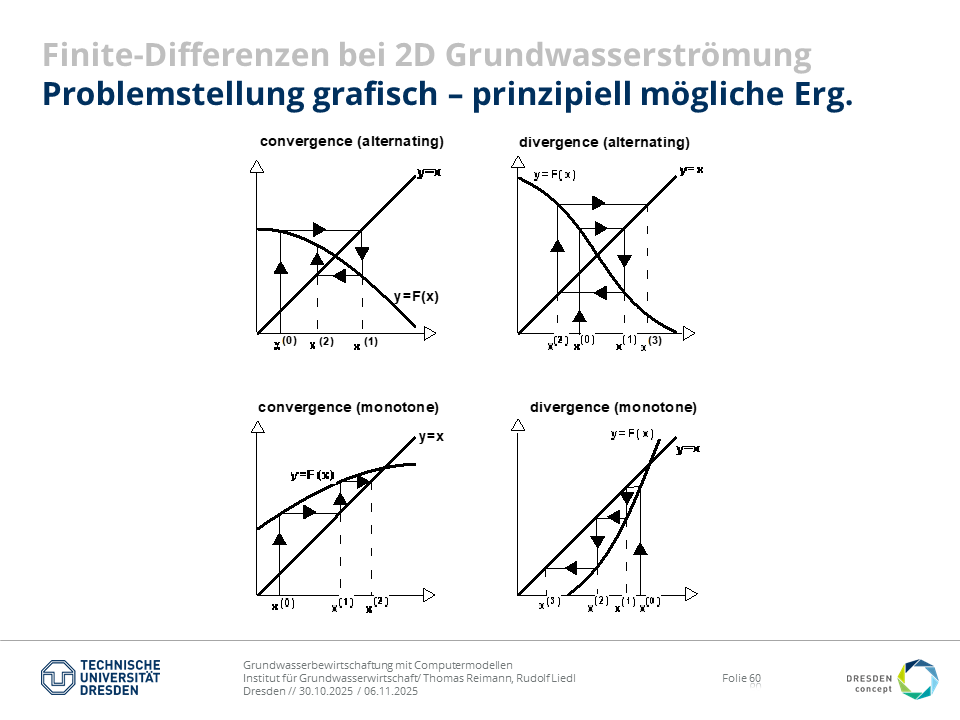 Finite-Differenzen bei 2D Grundwasserströmung
Problemstellung grafisch – prinzipiell mögliche Erg.
convergence (alternating)
y=x
y=F(x)
x(0) x(2) x(1)
divergence (alternating)
y=F(x)
y=x
x(2) x(0) x(1) x(3)
convergence (monotone)
y=x
y=F(x)
x(0) x(1) x(2)
divergence (monotone)
y=F(x)
y=x
x(3) x(2) x(1) x(0)
TECHNISCHE
UNIVERSITÄT
DRESDEN
Grundwasserbewirtschaftung mit Computermodellen
Institut für Grundwasserwirtschaft/ Thomas Reimann, Rudolf Liedl
Dresden // 30.10.2025 / 06.11.2025
Folie 60
DRESDEN
concept